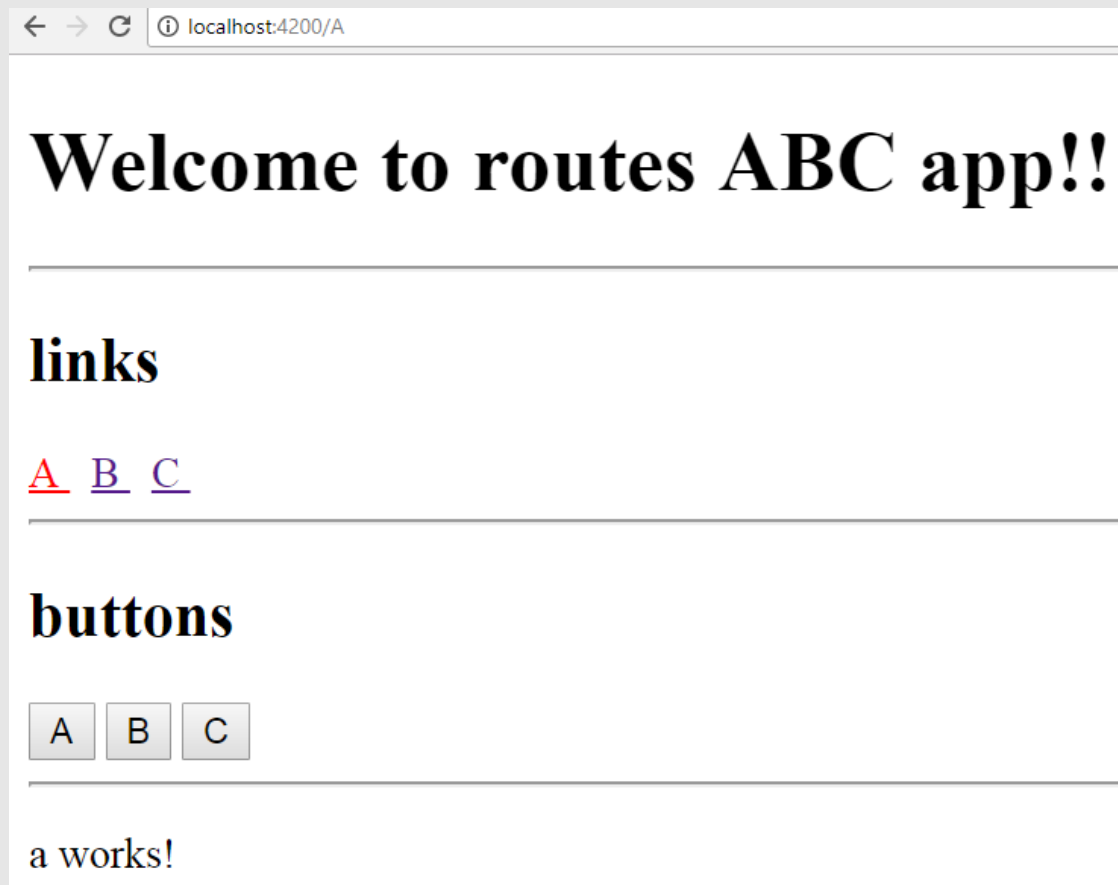 localhost:4200/A
Welcome to routes ABC app!!
links
A B C
buttons
A B C
a works!